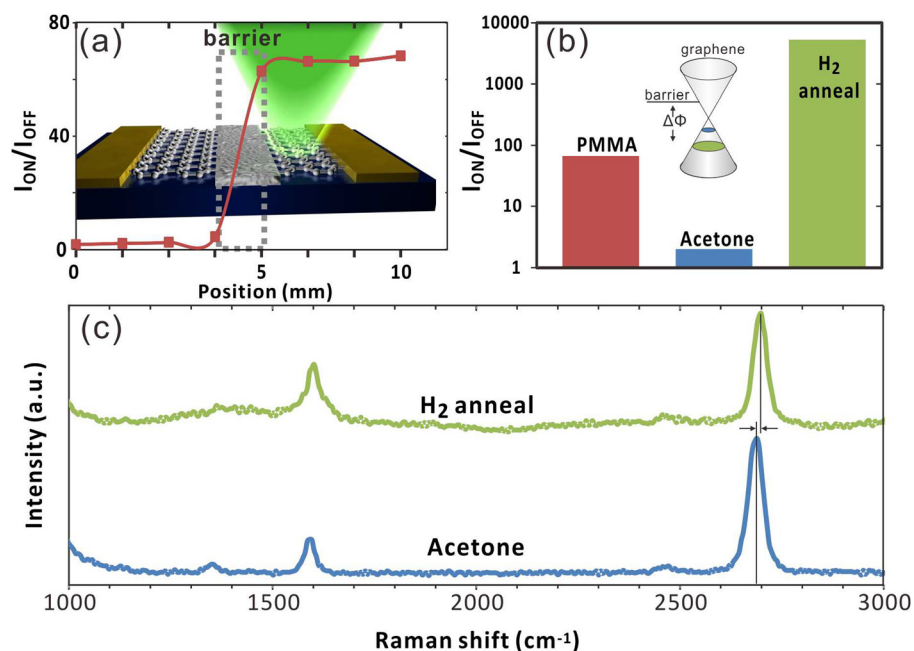 (a)
barrier
80
40
0
I_ON/I_OFF
0
5
10
Position (mm)
(b)
10000
1000
100
10
1
I_ON/I_OFF
graphene
barrier
ΔΦ
PMMA
Acetone
H₂
anneal
(c)
H₂ anneal
Acetone
Intensity (a.u.)
1000
1500
2000
2500
3000
Raman shift (cm⁻¹)